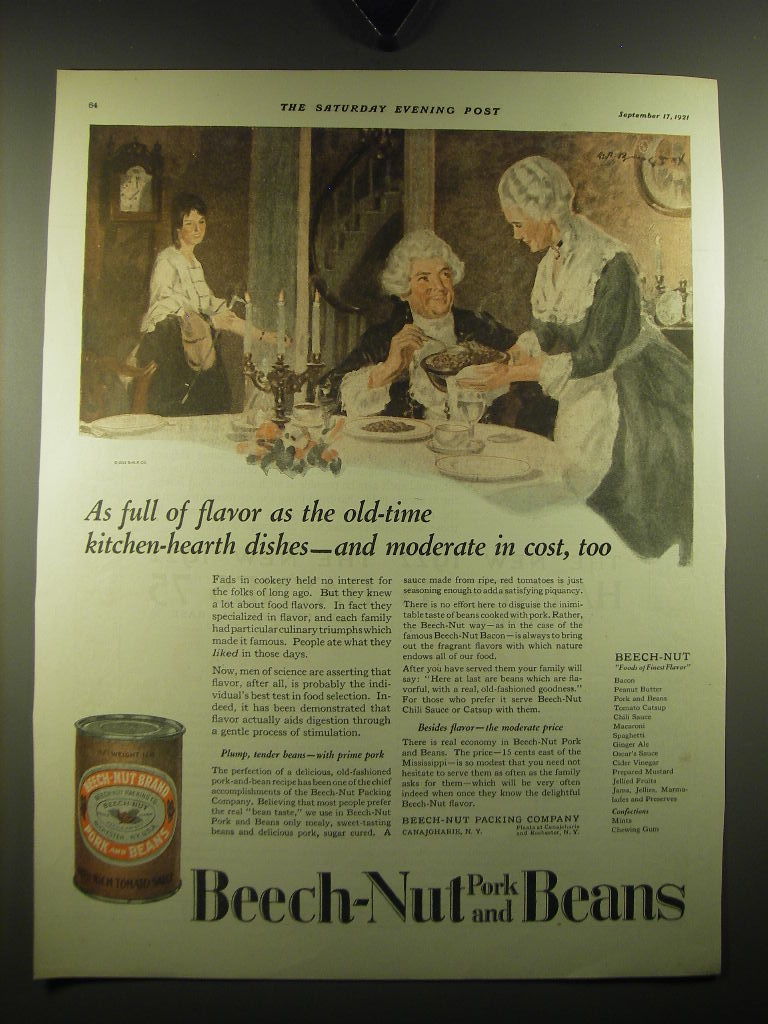 64
THE SATURDAY EVENING POST
September 17, 1921
As full of flavor as the old-time
kitchen-hearth dishes—and moderate in cost, too
Fads in cookery held no interest for
the folks of long ago. But they knew
a lot about food flavors. In fact they
specialized in flavor, and each family
had particular culinary triumphs which
made it famous. People ate what they
liked in those days.
Now, men of science are asserting that
flavor, after all, is probably the indi-
vidual's best test in food selection. In-
deed, it has been demonstrated that
flavor actually aids digestion through
a gentle process of stimulation.
Plump, tender beans—with prime pork
The perfection of a delicious, old-fashioned
pork-and-bean recipe has been one of the chief
accomplishments of the Beech-Nut Packing
Company. Believing that most people prefer
the real "bean taste," we use in Beech-Nut
Pork and Beans only mealy, sweet-tasting
beans and delicious pork, sugar cured. A
sauce made from ripe, red tomatoes is just
seasoning enough to add a satisfying piquancy.
There is no effort here to disguise the inimi-
table taste of beans cooked with pork. Rather,
the Beech-Nut way—as in the case of the
famous Beech-Nut Bacon—is always to bring
out the fragrant flavors with which nature
endows all of our food.
After you have served them your family will
say: "Here at last are beans which are fla-
vorful, with a real, old-fashioned goodness."
For those who prefer it serve Beech-Nut
Chili Sauce or Catsup with them.
Besides flavor—the moderate price
There is real economy in Beech-Nut Pork
and Beans. The price—15 cents east of the
Mississippi—is so modest that you need not
hesitate to serve them as often as the family
asks for them—which will be very often
indeed when once they know the delightful
Beech-Nut flavor.
BEECH-NUT PACKING COMPANY
CANAJOHARIE, N. Y.
Plants at Canajoharie
and Rochester, N. Y.
BEECH-NUT
"Foods of Finest Flavor"
Bacon
Peanut Butter
Pork and Beans
Tomato Catsup
Chili Sauce
Macaroni
Spaghetti
Ginger Ale
Oscar's Sauce
Cider Vinegar
Prepared Mustard
Jellied Fruits
Jams, Jellies, Marma-
lades and Preserves
Confections
Mints
Chewing Gum
BEECH-NUT BRAND
BEECH-NUT PACKING CO.
BEECH-NUT
PORK AND BEANS
TOMATO SAUCE
Beech-Nut Pork and Beans